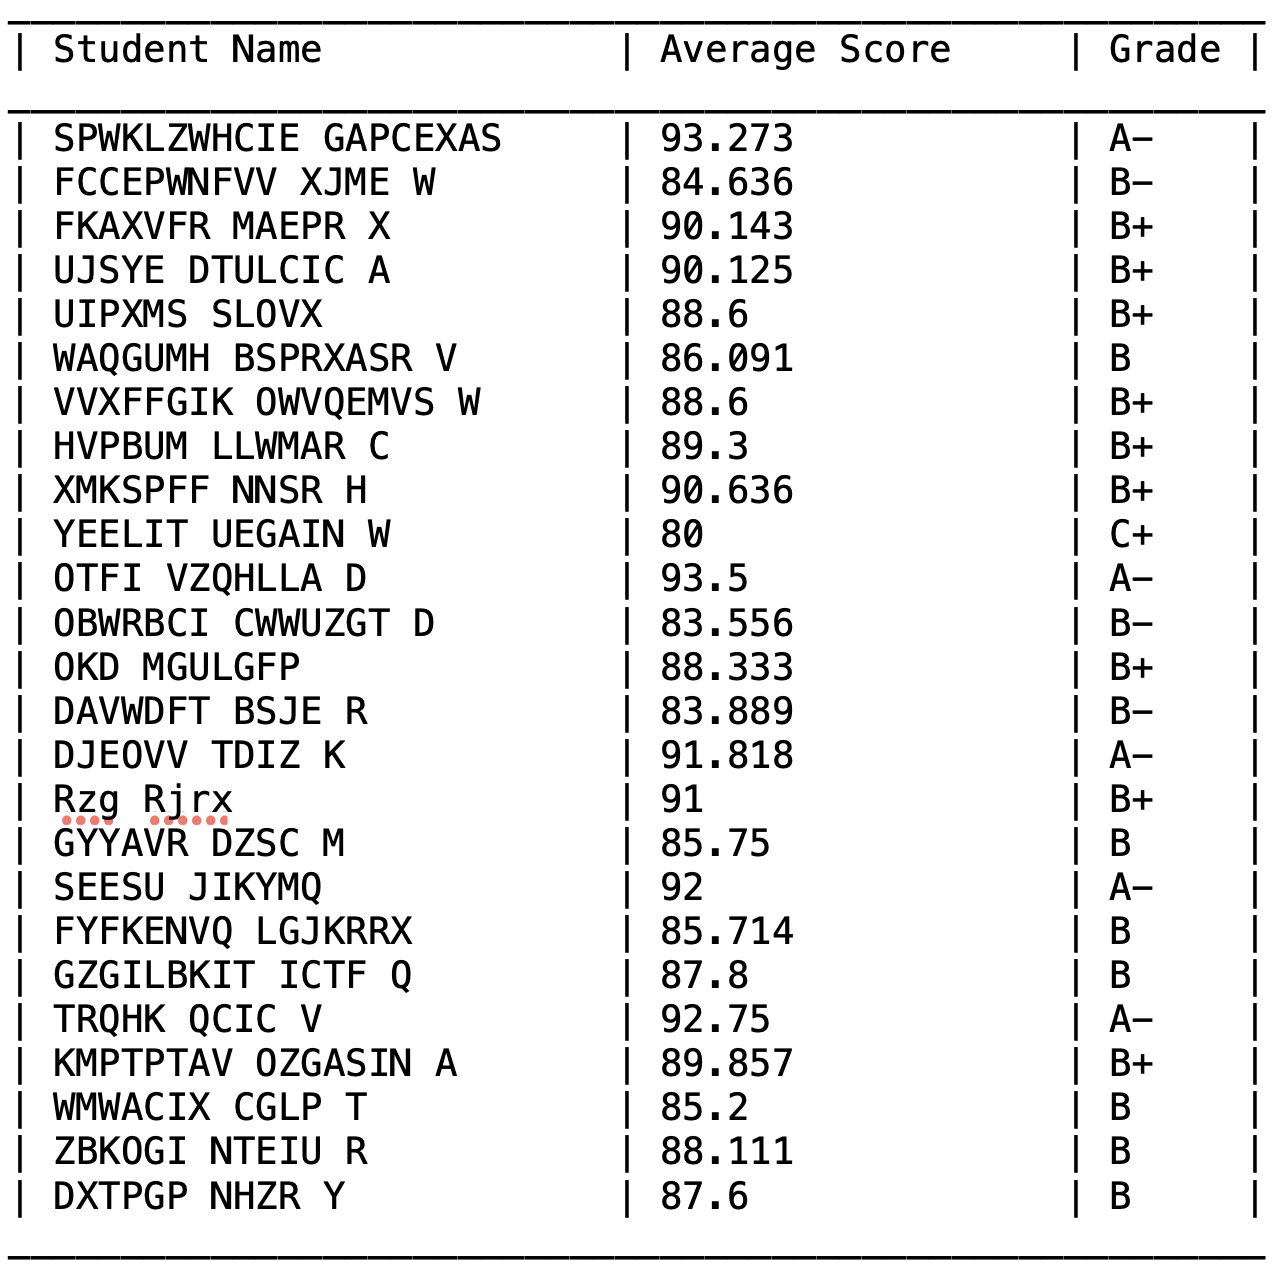 | Student Name | Average Score | Grade |
| SPWKLZWHCIE GAPCEXAS | 93.273 | A− |
| FCCEPWNFVV XJME W | 84.636 | B− |
| FKAXVFR MAEPR X | 90.143 | B+ |
| UJSYE DTULCIC A | 90.125 | B+ |
| UIPXMS SLOVX | 88.6 | B+ |
| WAQGUMH BSPRXASR V | 86.091 | B |
| VVXFFGIK OWVQEMVS W | 88.6 | B+ |
| HVPBUM LLWMAR C | 89.3 | B+ |
| XMKSPFF NNSR H | 90.636 | B+ |
| YEELIT UEGAIN W | 80 | C+ |
| OTFI VZQHLLA D | 93.5 | A− |
| OBWRBCI CWWUZGT D | 83.556 | B− |
| OKD MGULGFP | 88.333 | B+ |
| DAVWDFT BSJE R | 83.889 | B− |
| DJEOVV TDIZ K | 91.818 | A− |
| Rzg Rjrx | 91 | B+ |
| GYYAVR DZSC M | 85.75 | B |
| SEESU JIKYMQ | 92 | A− |
| FYFKENVQ LGJKRRX | 85.714 | B |
| GZGILBKIT ICTF Q | 87.8 | B |
| TRQHK QCIC V | 92.75 | A− |
| KMPTPTAV OZGASIN A | 89.857 | B+ |
| WMWACIX CGLP T | 85.2 | B |
| ZBKOGI NTEIU R | 88.111 | B |
| DXTPGP NHZR Y | 87.6 | B |